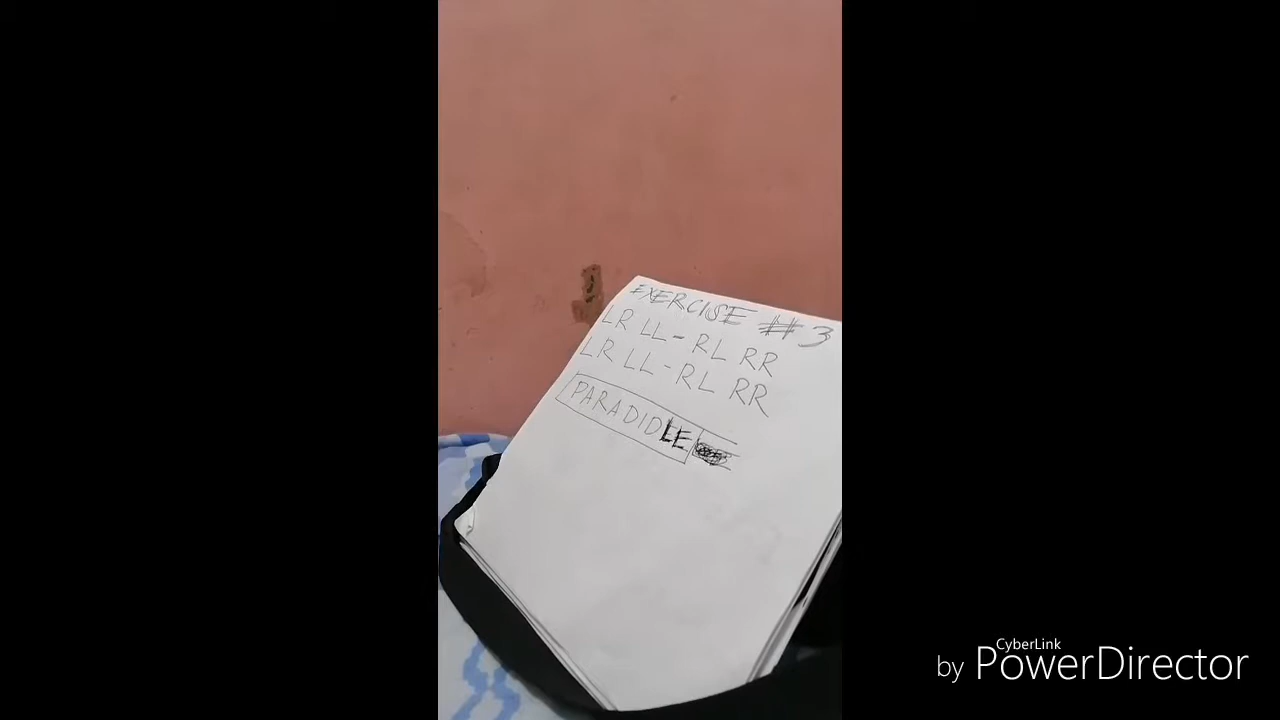 EXERCISE # 3
LR LL - RL RR
LR LL - RL RR
PARADIDLE
CyberLink
by PowerDirector